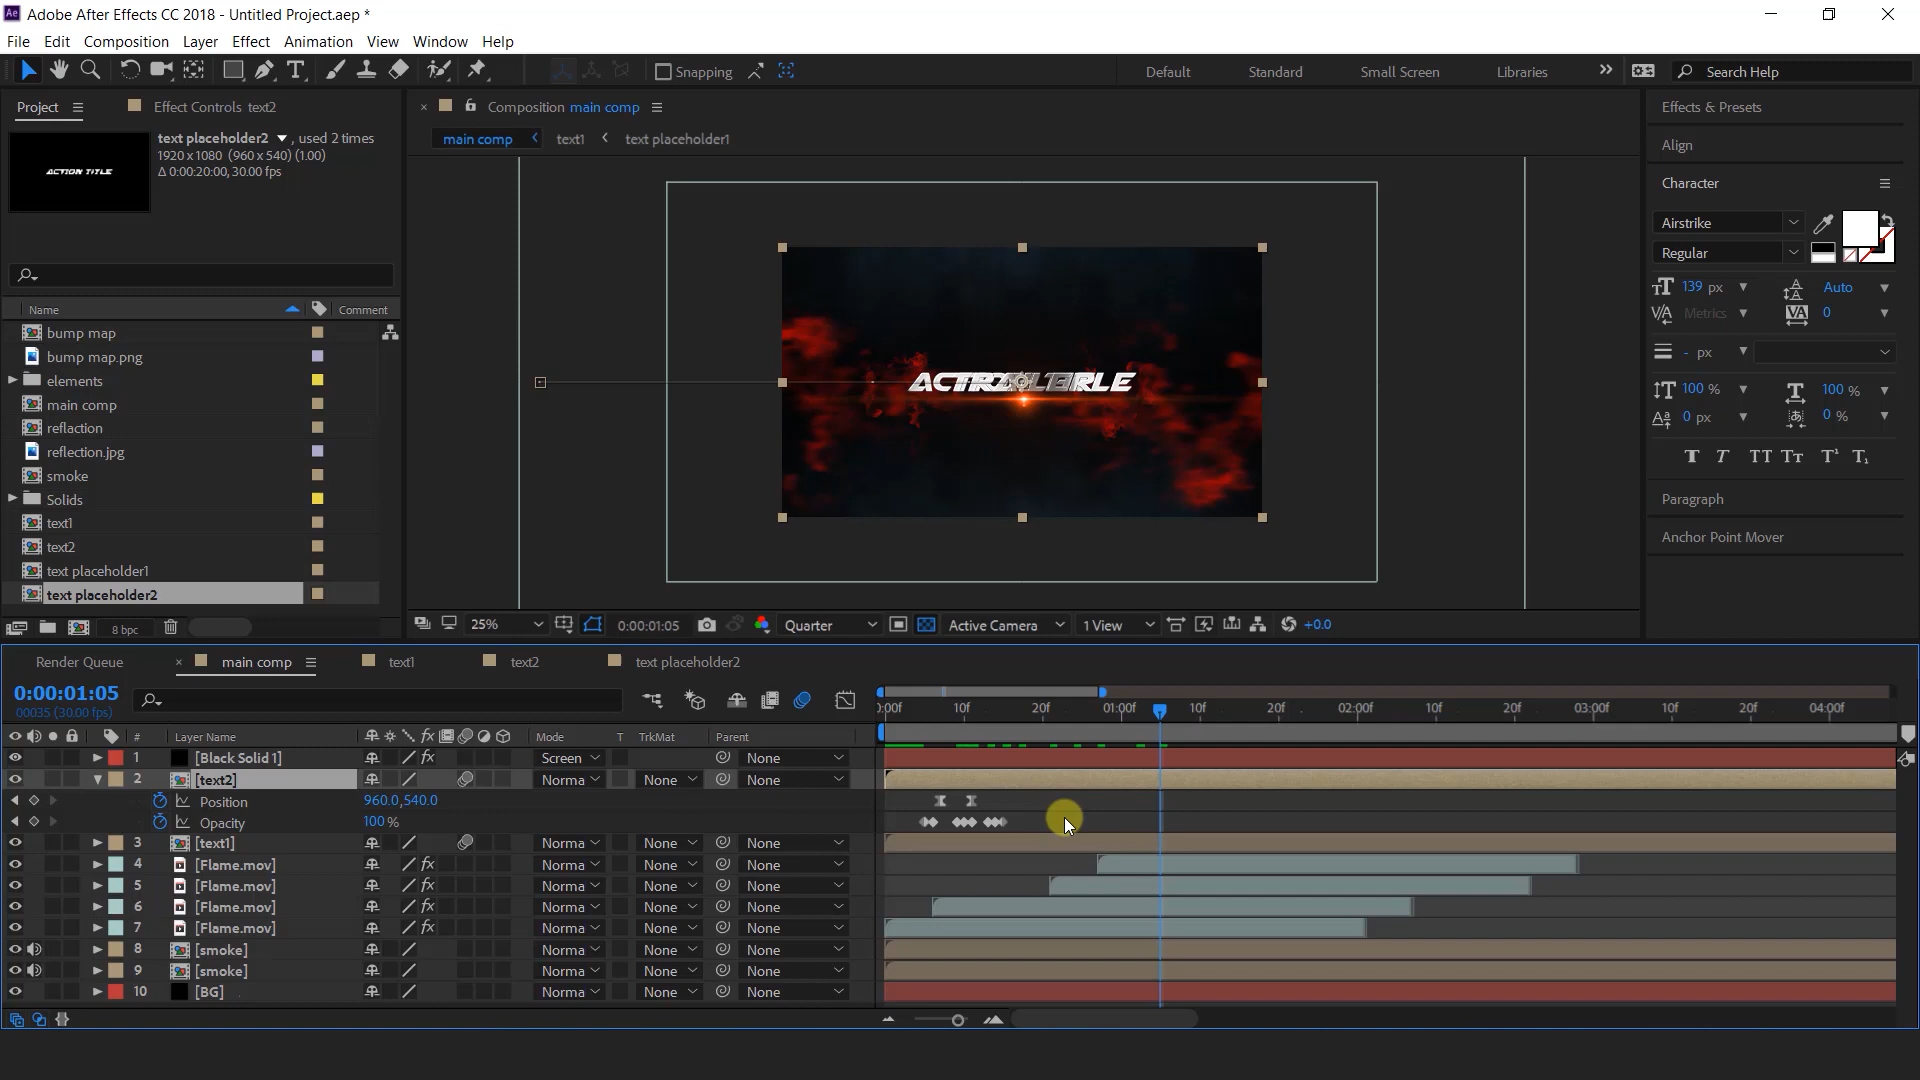 Ae Adobe After Effects CC 2018 - Untitled Project.aep *
File Edit Composition Layer Effect Animation View Window Help
Snapping Default Standard Small Screen Libraries Search Help
Project Effect Controls text2 Composition main comp Effects & Presets
text placeholder2 , used 2 times
1920 x 1080 (960 x 540) (1.00)
Δ 0:00:20:00, 30.00 fps
ACTION TITLE
main comp text1 text placeholder1
Align
Character
Airstrike
Regular
139 px Auto
Metrics 0
- px
100 % 100 %
0 px 0 %
T T TT Tt T¹ T₁
Paragraph
Anchor Point Mover
Name Comment
bump map
bump map.png
elements
main comp
reflaction
reflection.jpg
smoke
Solids
text1
text2
text placeholder1
text placeholder2
8 bpc
25% 0:00:01:05 Quarter Active Camera 1 View +0.0
Render Queue main comp text1 text2 text placeholder2
0:00:01:05
00035 (30.00 fps)
):00f 10f 20f 01:00f 10f 20f 02:00f 10f 20f 03:00f 10f 20f 04:00f
# Layer Name fx Mode T TrkMat Parent
1 [Black Solid 1] Screen None
2 [text2] Norma None None
Position 960.0,540.0
Opacity 100 %
3 [text1] Norma None None
4 [Flame.mov] fx Norma None None
5 [Flame.mov] fx Norma None None
6 [Flame.mov] fx Norma None None
7 [Flame.mov] fx Norma None None
8 [smoke] Norma None None
9 [smoke] Norma None None
10 [BG] Norma None None